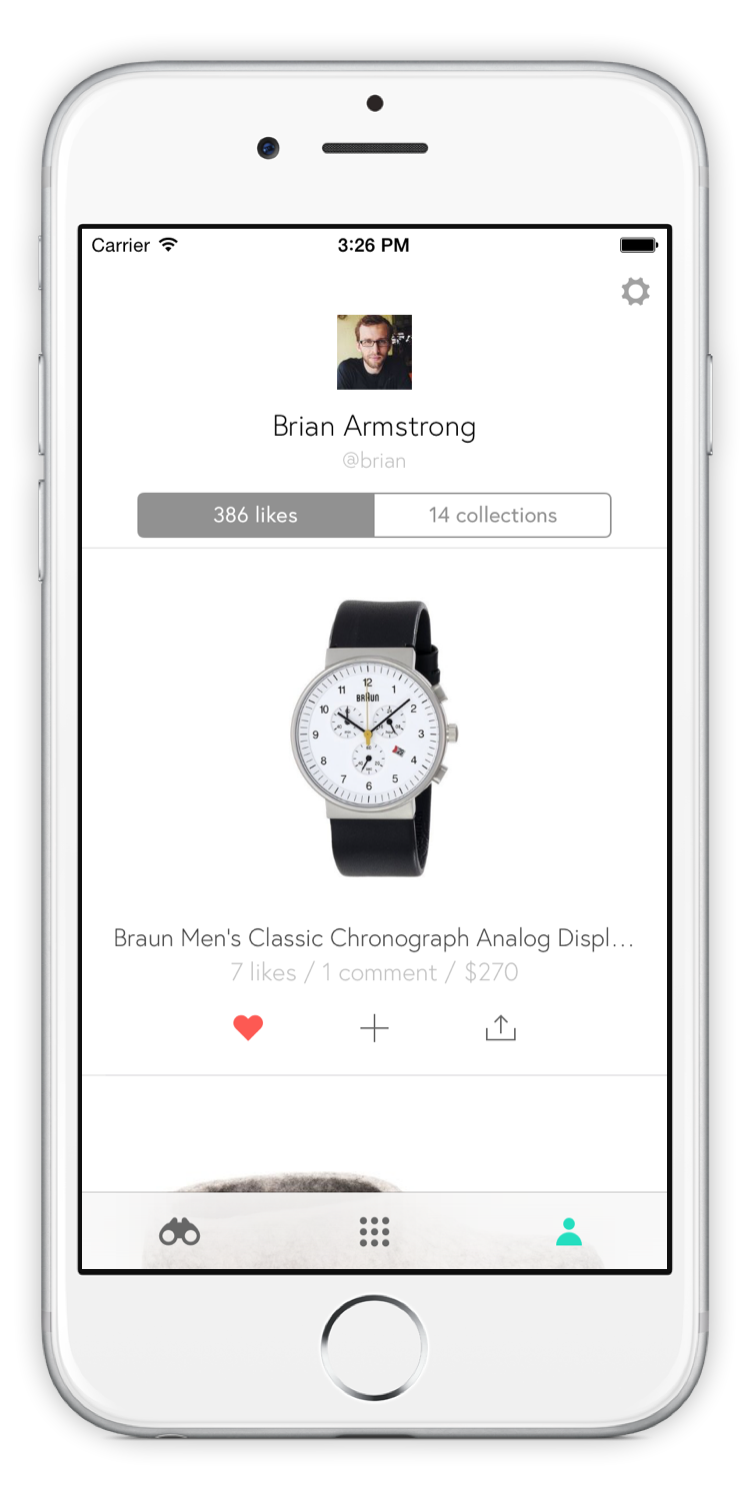 Carrier 3:26 PM
Brian Armstrong
@brian
386 likes 14 collections
12
11 1
BRAUN
10 2
9 3
8 4
7 5
6
Braun Men's Classic Chronograph Analog Displ...
7 likes / 1 comment / $270